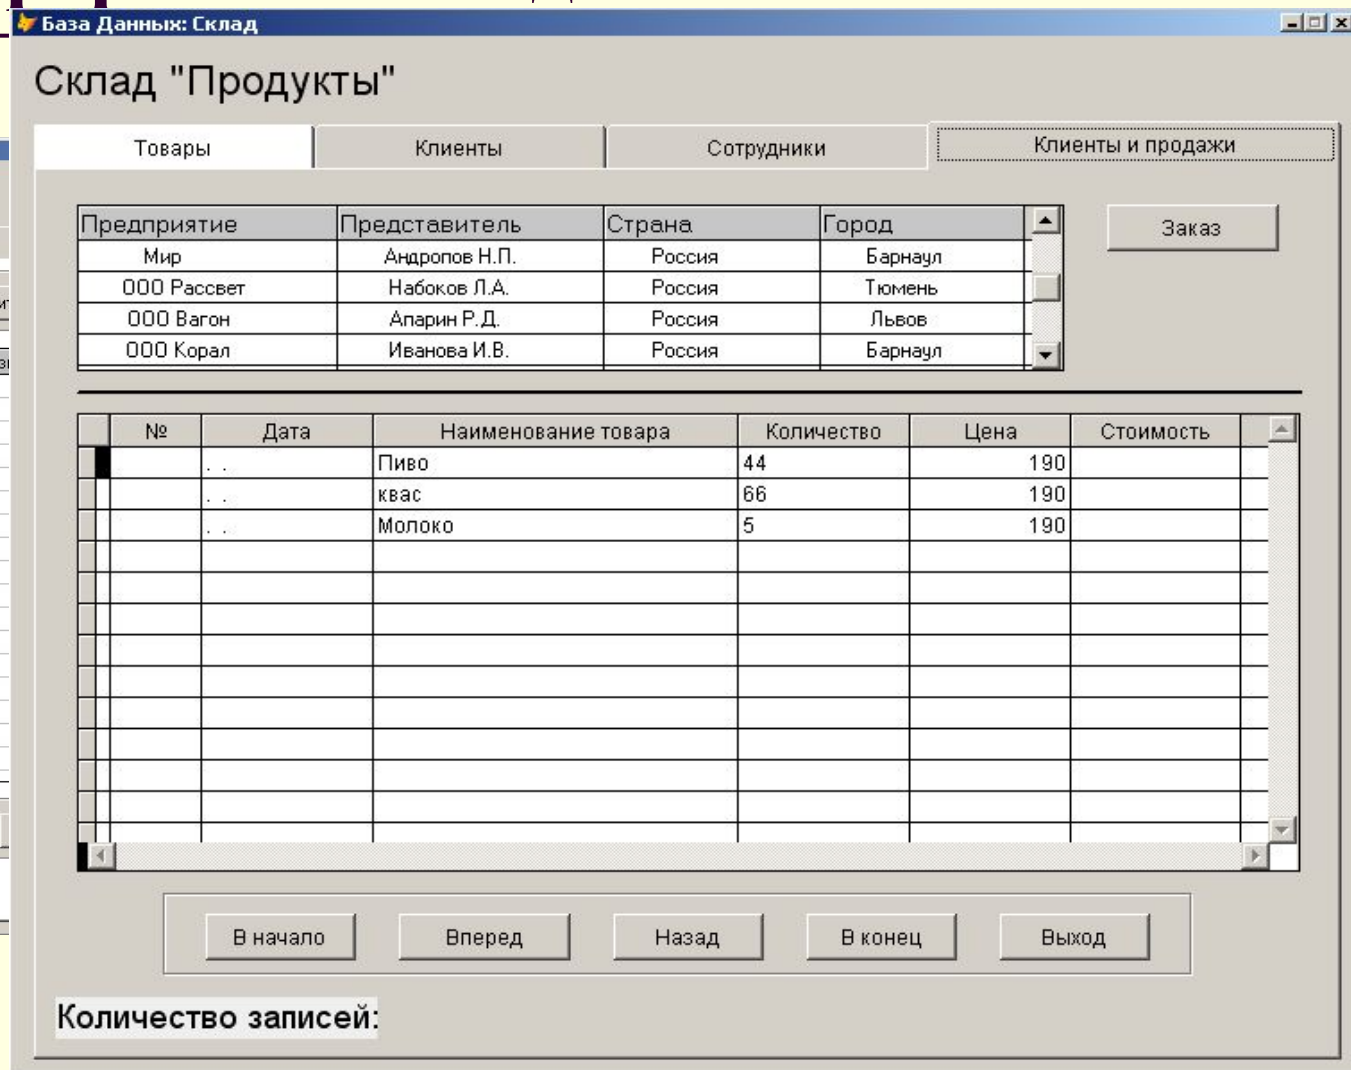 База Данных: Склад
Склад "Продукты"
Товары Клиенты Сотрудники Клиенты и продажи
Предприятие Представитель Страна Город
Мир Андропов Н.П. Россия Барнаул
ООО Рассвет Набоков Л.А. Россия Тюмень
ООО Вагон Апарин Р.Д. Россия Львов
ООО Корал Иванова И.В. Россия Барнаул
Заказ
№ Дата Наименование товара Количество Цена Стоимость
. . Пиво 44 190
. . квас 66 190
. . Молоко 5 190
В начало Вперед Назад В конец Выход
Количество записей: